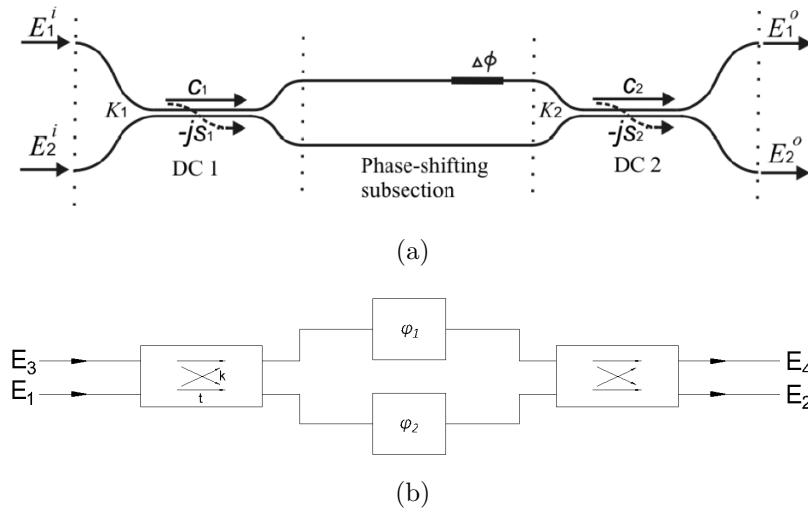 E₁ⁱ
E₂ⁱ
K₁
C₁
-jS₁
DC 1
Δϕ
Phase-shifting
subsection
K₂
C₂
-jS₂
DC 2
E₁ᵒ
E₂ᵒ
(a)
E₃
E₁
k
t
φ₁
φ₂
E₄
E₂
(b)